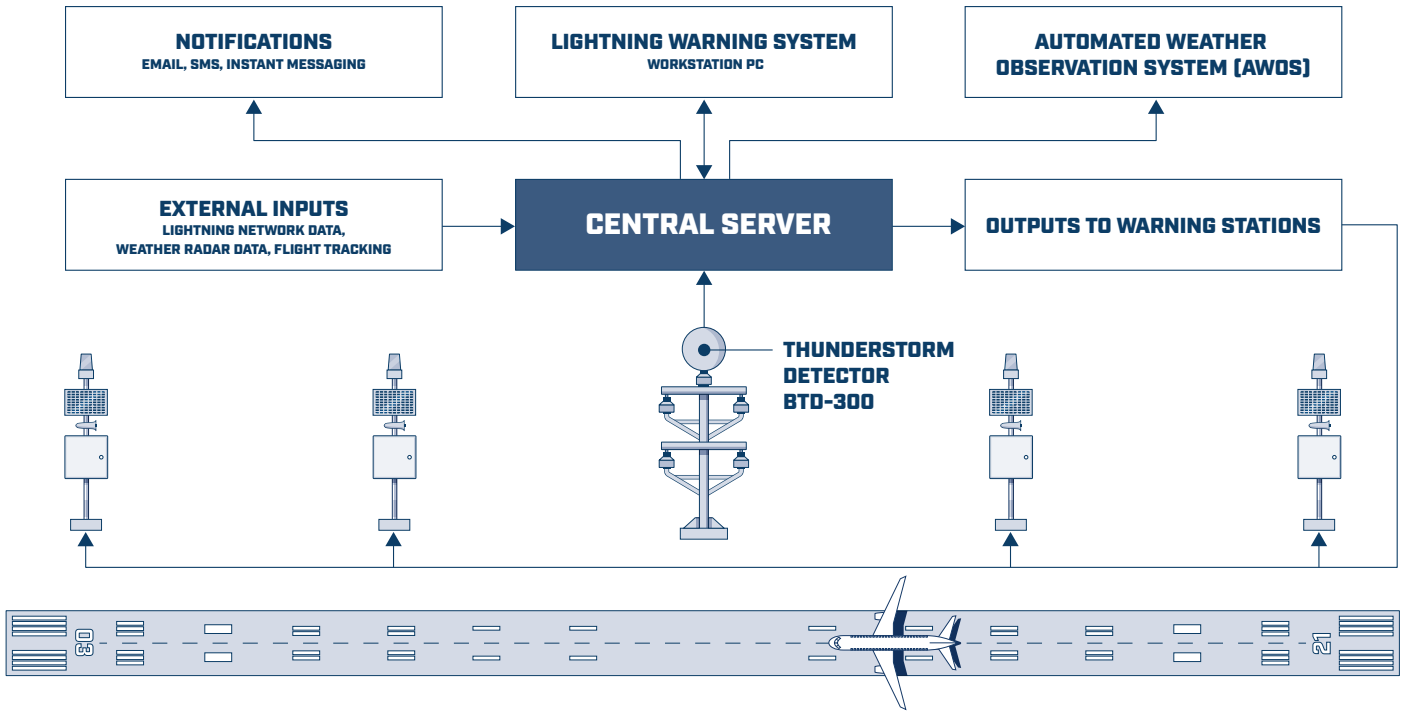 NOTIFICATIONS
EMAIL, SMS, INSTANT MESSAGING
LIGHTNING WARNING SYSTEM
WORKSTATION PC
AUTOMATED WEATHER
OBSERVATION SYSTEM (AWOS)
EXTERNAL INPUTS
LIGHTNING NETWORK DATA,
WEATHER RADAR DATA, FLIGHT TRACKING
CENTRAL SERVER
OUTPUTS TO WARNING STATIONS
THUNDERSTORM
DETECTOR
BTD-300
03
21